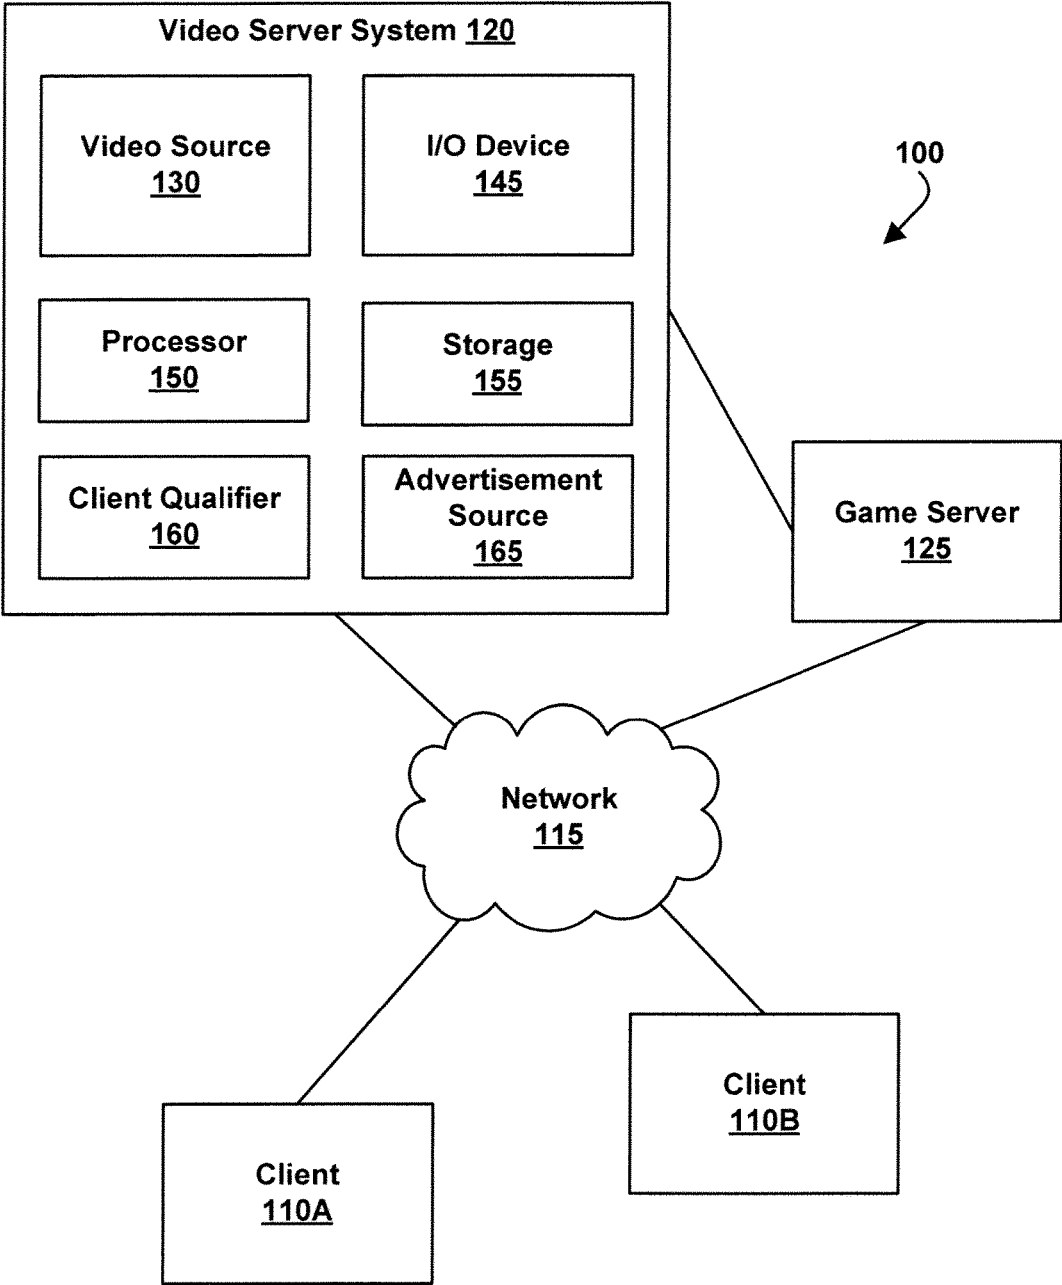 Video Server System 120
Video Source
130
I/O Device
145
100
Processor
150
Storage
155
Client Qualifier
160
Advertisement
Source
165
Game Server
125
Network
115
Client
110B
Client
110A